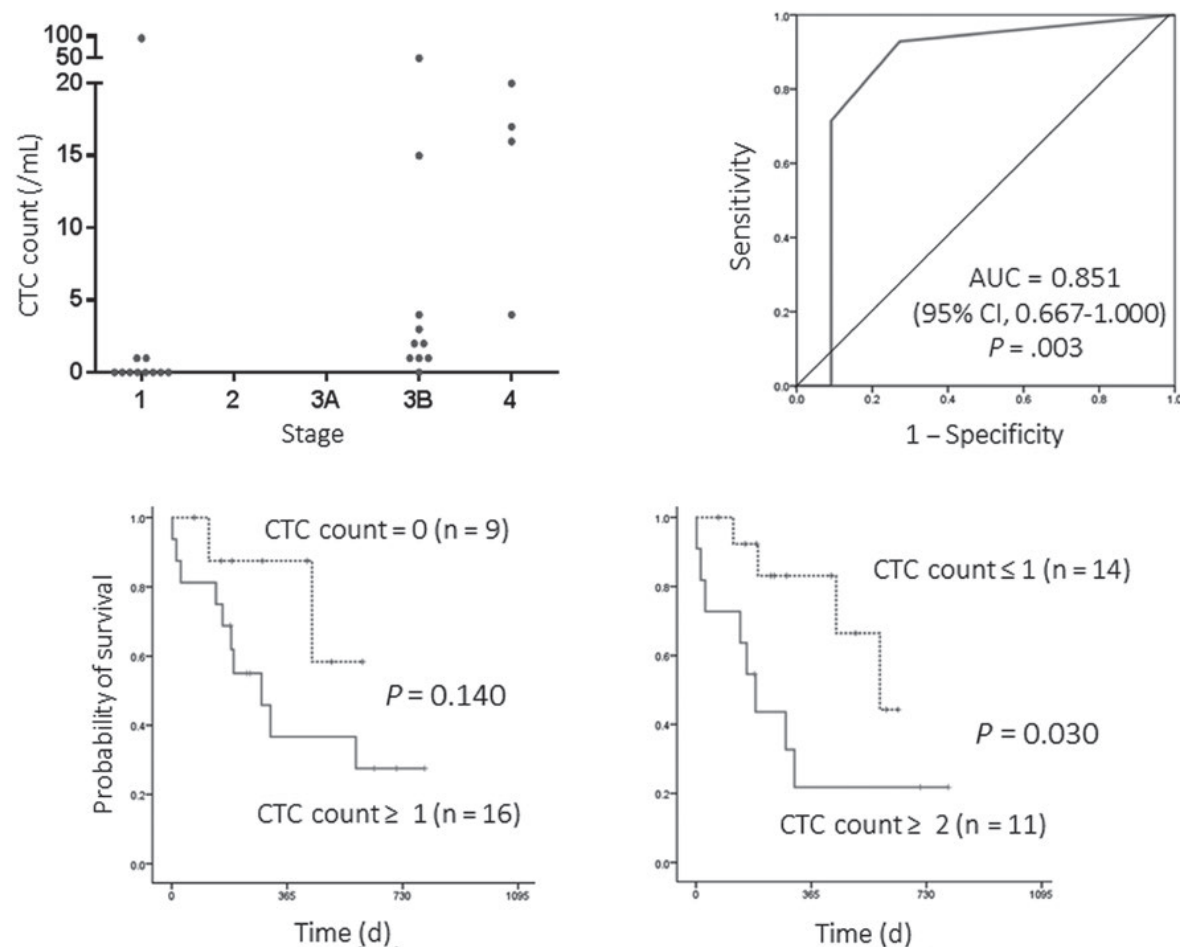 100
50
20
15
10
5
0
CTC count (/mL)
1 2 3A 3B 4
Stage
1.0
0.8
0.6
0.4
0.2
0.0
Sensitivity
AUC = 0.851
(95% CI, 0.667-1.000)
P = .003
0.0 0.2 0.4 0.6 0.8 1.0
1 – Specificity
1.0
0.8
0.6
0.4
0.2
0.0
Probability of survival
CTC count = 0 (n = 9)
P = 0.140
CTC count ≥ 1 (n = 16)
0 365 730 1095
Time (d)
1.0
0.8
0.6
0.4
0.2
0.0
CTC count ≤ 1 (n = 14)
P = 0.030
CTC count ≥ 2 (n = 11)
0 365 730 1095
Time (d)